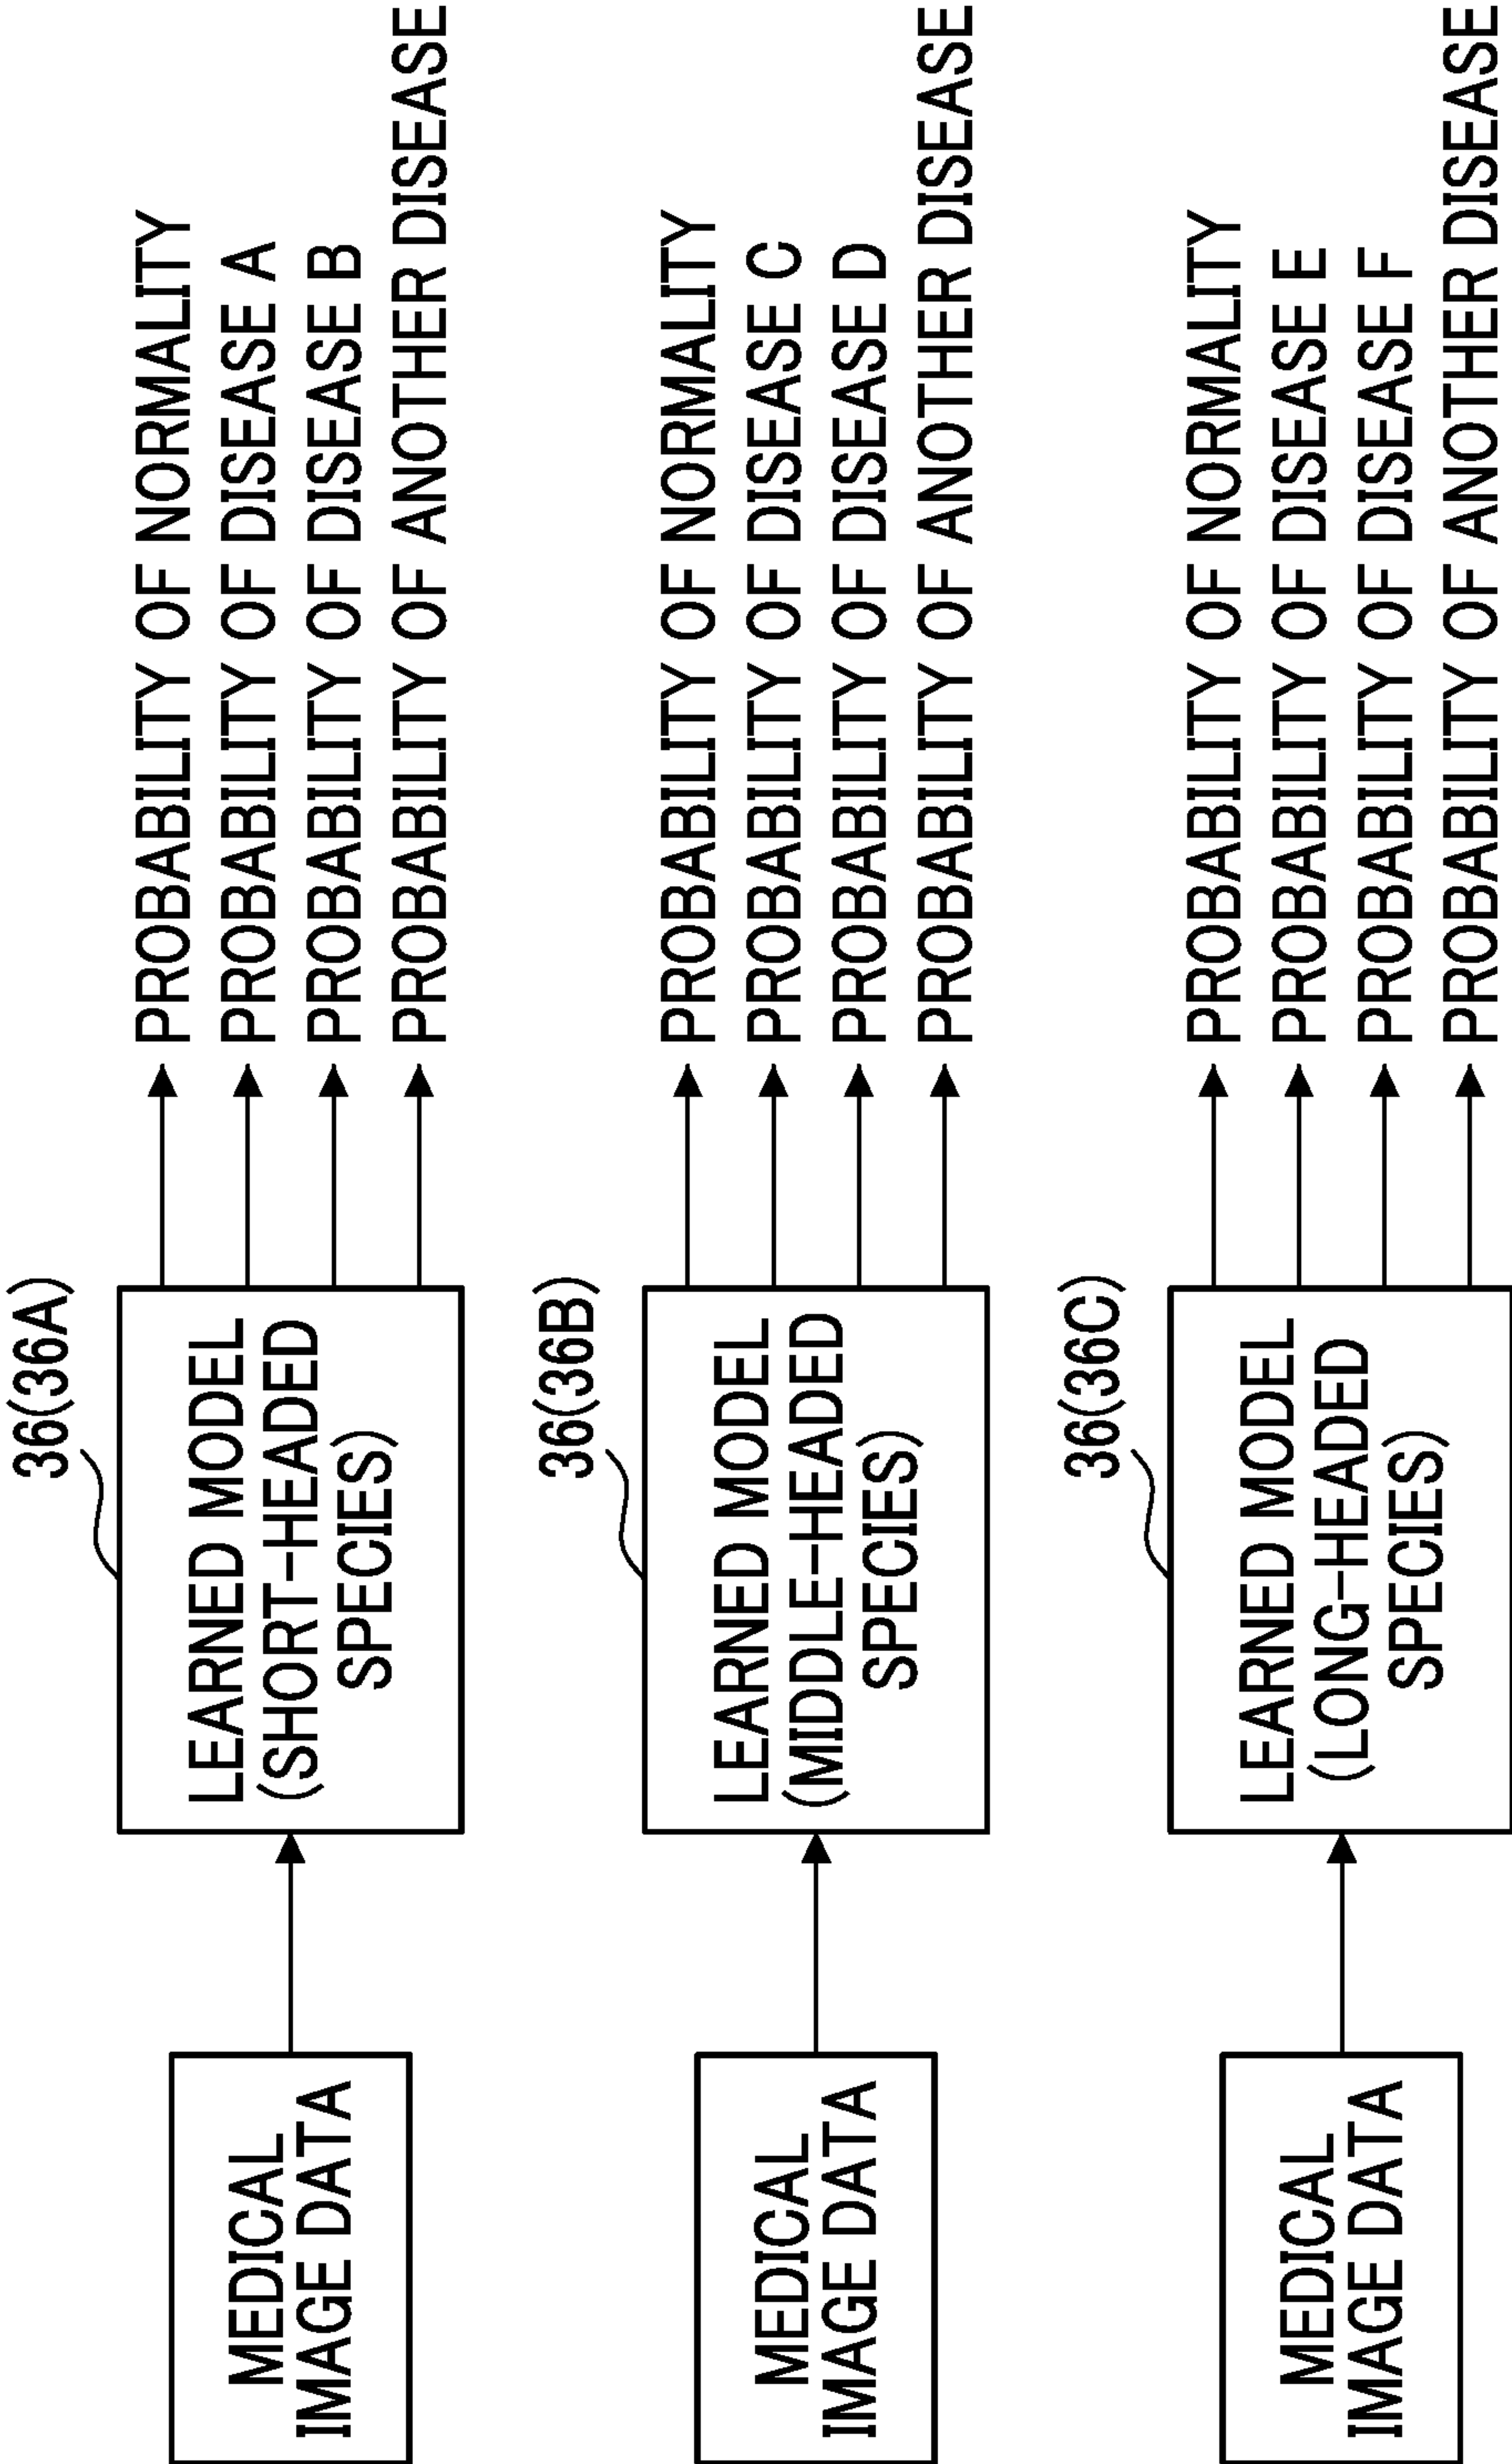 36(36A)
MEDICAL
IMAGE DATA
LEARNED MODEL
(SHORT-HEADED
SPECIES)
PROBABILITY OF NORMALITY
PROBABILITY OF DISEASE A
PROBABILITY OF DISEASE B
PROBABILITY OF ANOTHER DISEASE
36(36B)
MEDICAL
IMAGE DATA
LEARNED MODEL
(MIDDLE-HEADED
SPECIES)
PROBABILITY OF NORMALITY
PROBABILITY OF DISEASE C
PROBABILITY OF DISEASE D
PROBABILITY OF ANOTHER DISEASE
36(36C)
MEDICAL
IMAGE DATA
LEARNED MODEL
(LONG-HEADED
SPECIES)
PROBABILITY OF NORMALITY
PROBABILITY OF DISEASE E
PROBABILITY OF DISEASE F
PROBABILITY OF ANOTHER DISEASE